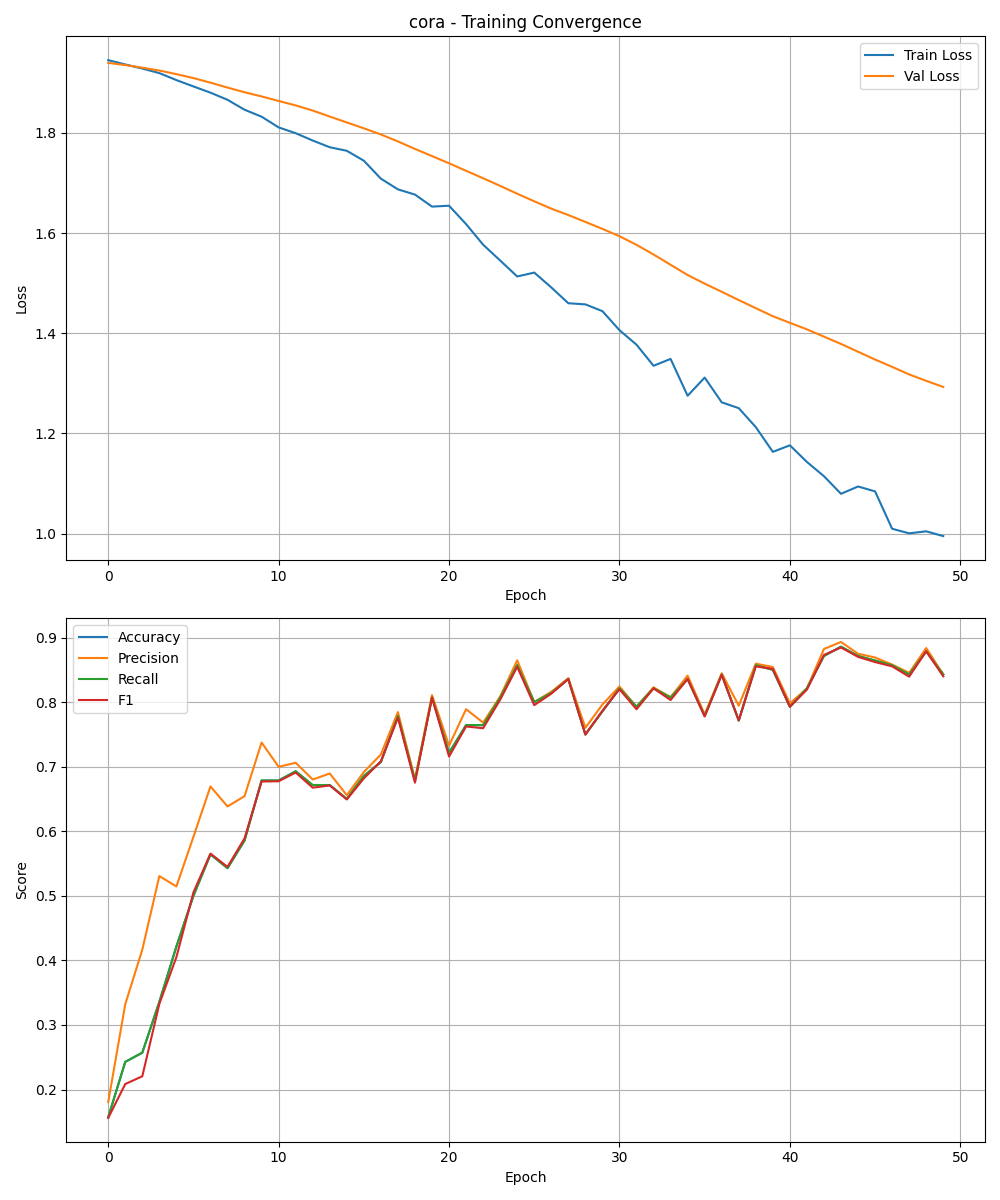 cora - Training Convergence
Train Loss
Val Loss
1.8
1.6
1.4
1.2
1.0
Loss
0 10 20 30 40 50
Epoch
Accuracy
Precision
Recall
F1
0.9
0.8
0.7
0.6
0.5
0.4
0.3
0.2
Score
0 10 20 30 40 50
Epoch